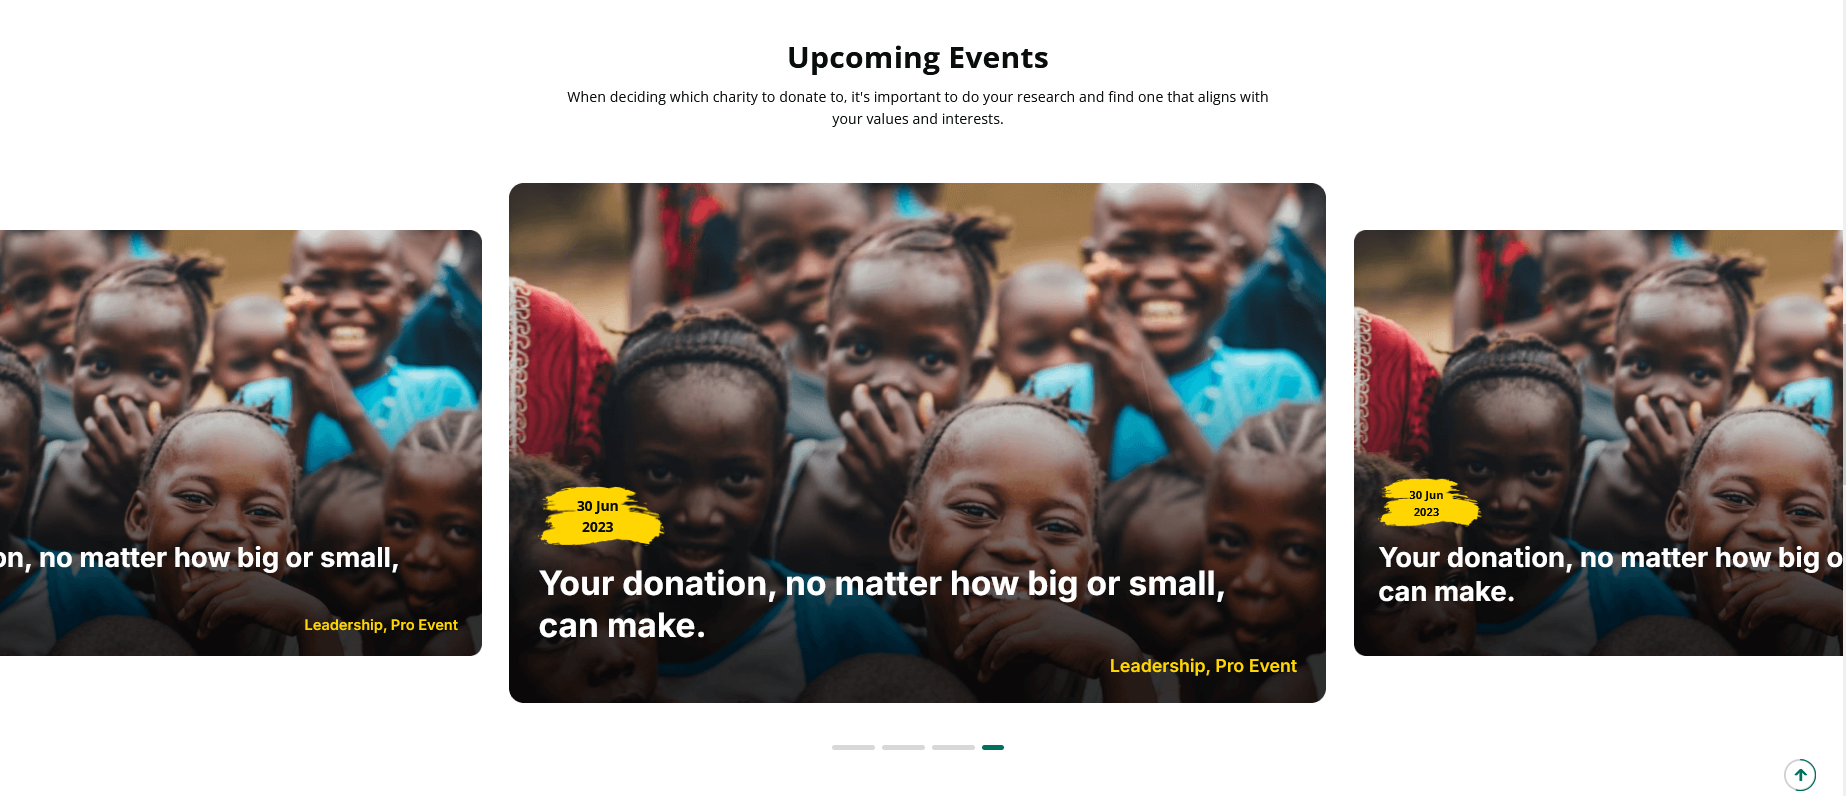 Upcoming Events
When deciding which charity to donate to, it's important to do your research and find one that aligns with
your values and interests.
on, no matter how big or small,
Leadership, Pro Event
30 Jun
2023
Your donation, no matter how big or small,
can make.
Leadership, Pro Event
30 Jun
2023
Your donation, no matter how big o
can make.